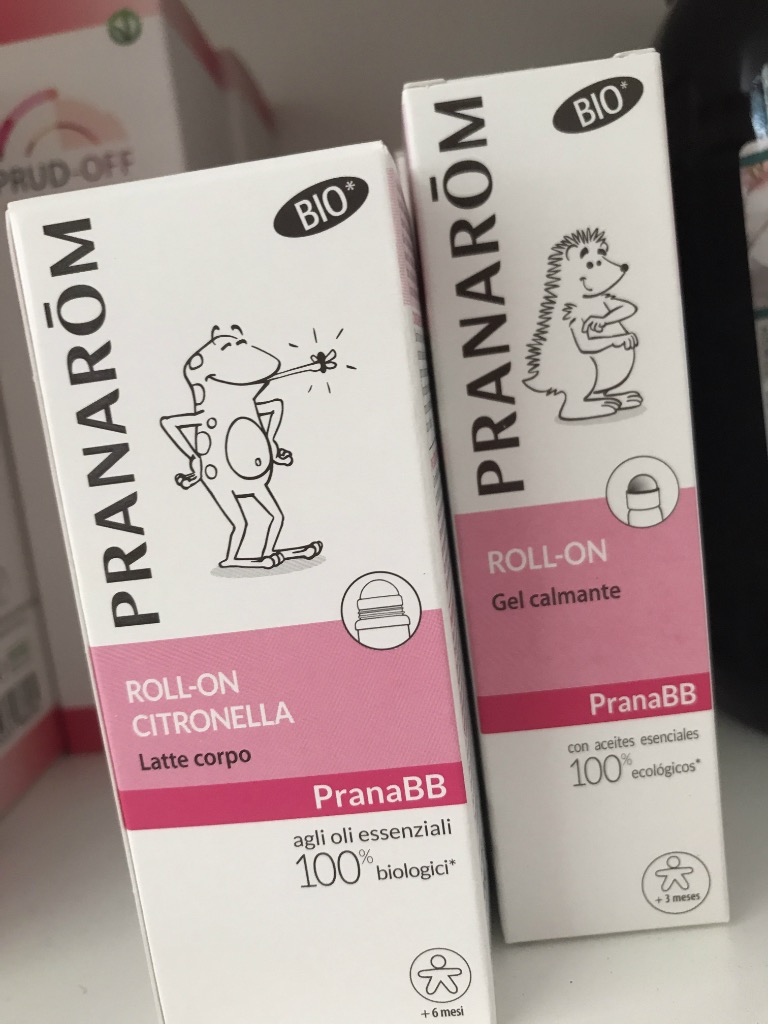 PRUD-OFF
PRANARŌM
BIO*
ROLL-ON
CITRONELLA
Latte corpo
PranaBB
agli oli essenziali
100% biologici*
+ 6 mesi
PRANARŌM
BIO*
ROLL-ON
Gel calmante
PranaBB
con aceites esenciales
100% ecológicos*
+ 3 meses